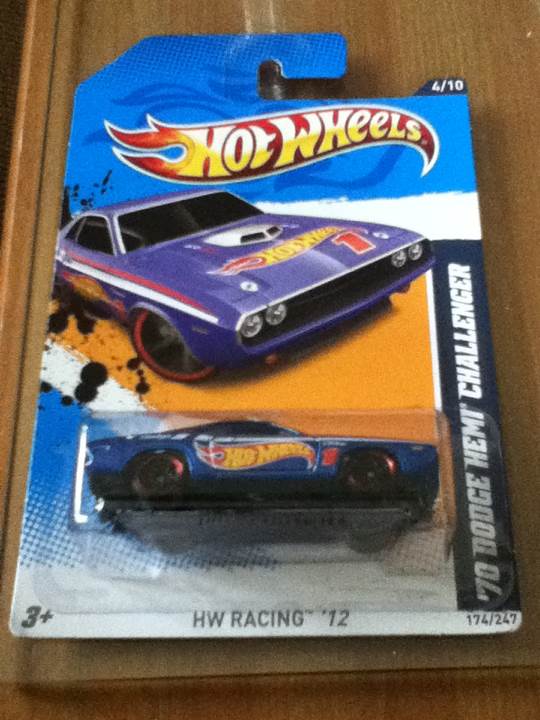 4/10
HOT WHEELS
HOT WHEELS 1
'70 DODGE HEMI® CHALLENGER
HOT WHEELS 1
3+
HW RACING™ '12
174/247